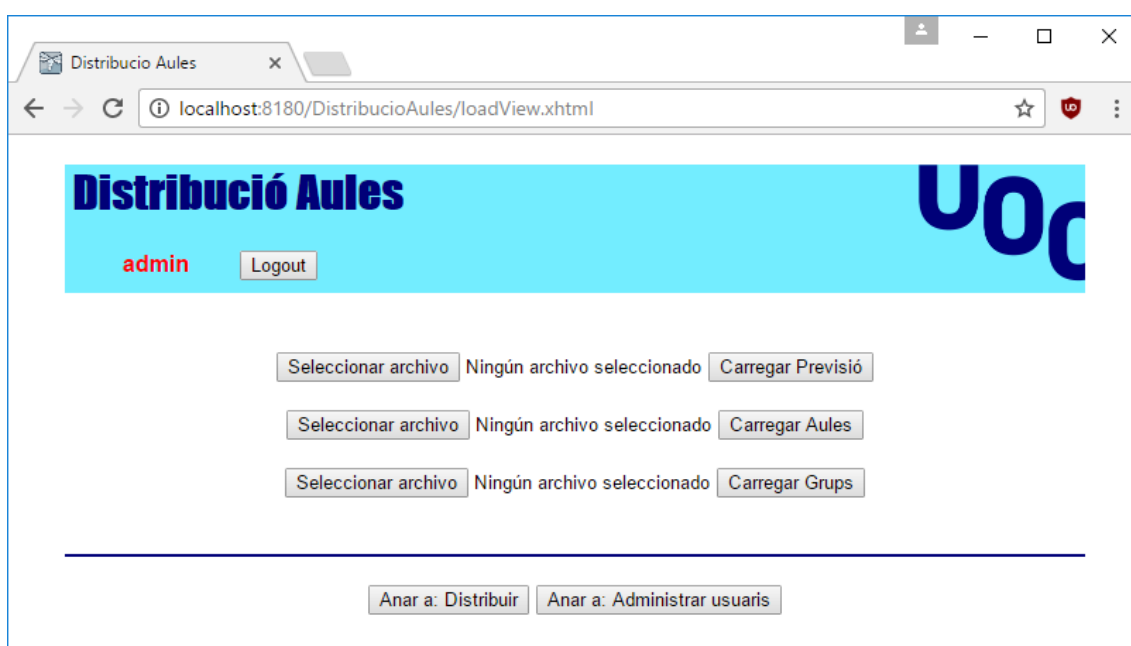 Distribucio Aules
localhost:8180/DistribucioAules/loadView.xhtml
Distribució Aules
UOC
admin Logout
Seleccionar archivo Ningún archivo seleccionado Carregar Previsió
Seleccionar archivo Ningún archivo seleccionado Carregar Aules
Seleccionar archivo Ningún archivo seleccionado Carregar Grups
Anar a: Distribuir Anar a: Administrar usuaris